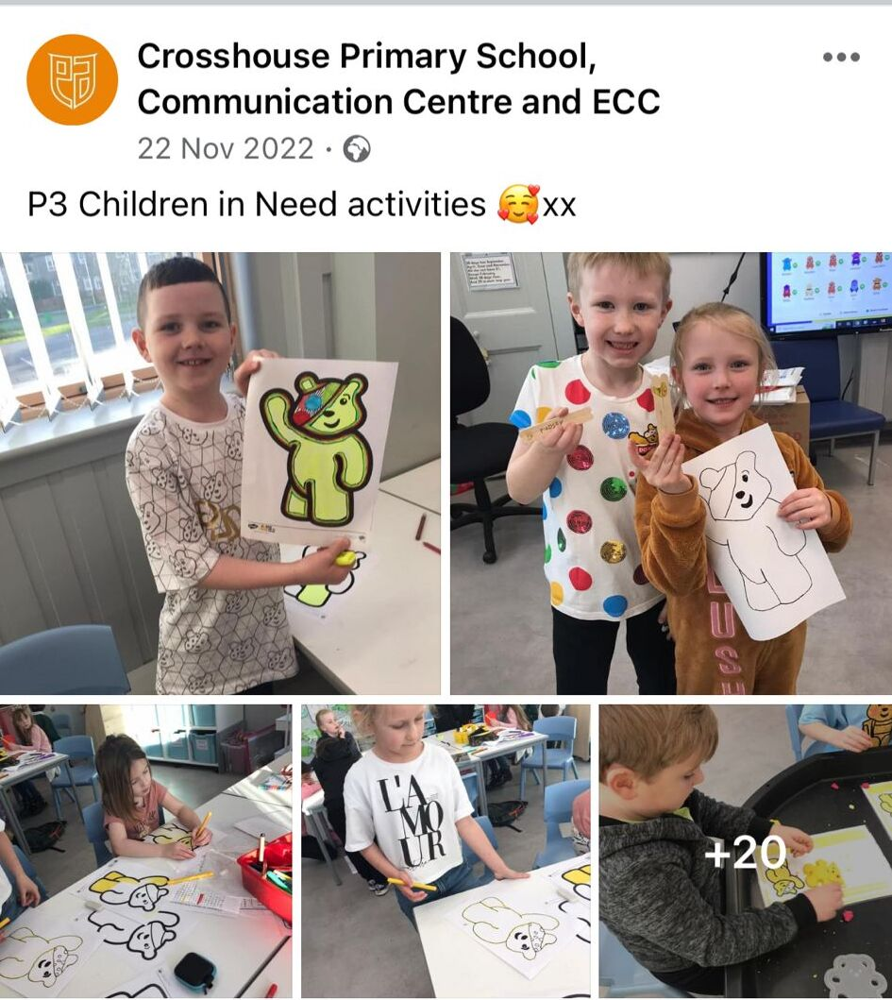 Crosshouse Primary School,
Communication Centre and ECC
22 Nov 2022 ·
P3 Children in Need activities 🥰xx
L'A
MO
UR
U
S
+20